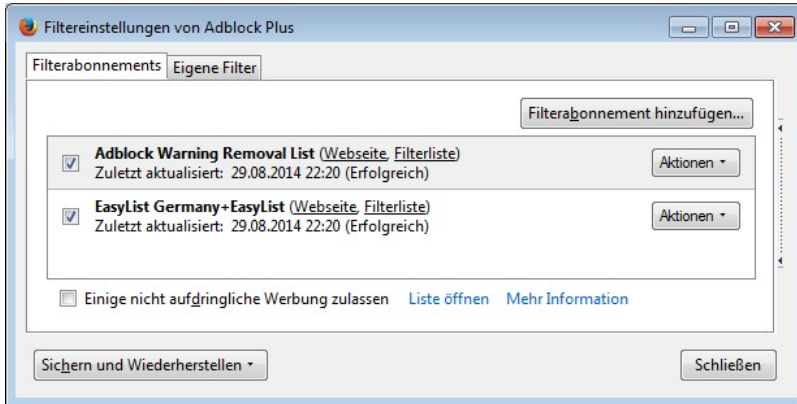 Filtereinstellungen von Adblock Plus
Filterabonnements Eigene Filter
Filterabonnement hinzufügen...
Adblock Warning Removal List (Webseite, Filterliste)
Zuletzt aktualisiert: 29.08.2014 22:20 (Erfolgreich)
Aktionen
EasyList Germany+EasyList (Webseite, Filterliste)
Zuletzt aktualisiert: 29.08.2014 22:20 (Erfolgreich)
Aktionen
Einige nicht aufdringliche Werbung zulassen Liste öffnen Mehr Information
Sichern und Wiederherstellen Schließen